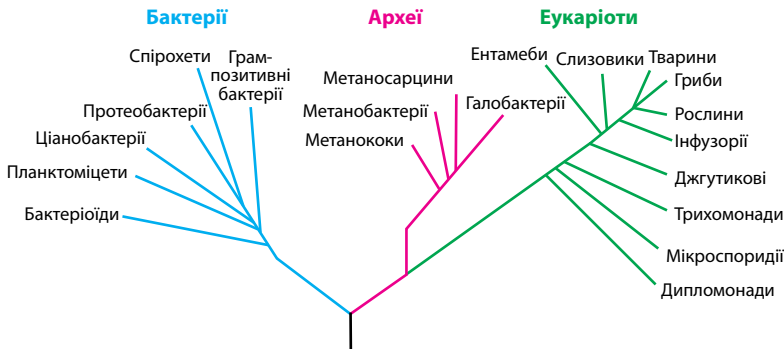 Бактерії
Археї
Еукаріоти
Спірохети
Грам-
позитивні
бактерії
Протеобактерії
Ціанобактерії
Планктоміцети
Бактеріоїди
Метаносарцини
Метанобактерії
Метанококи
Галобактерії
Ентамеби
Слизовики
Тварини
Гриби
Рослини
Інфузорії
Джгутикові
Трихомонади
Мікроспоридії
Дипломонади